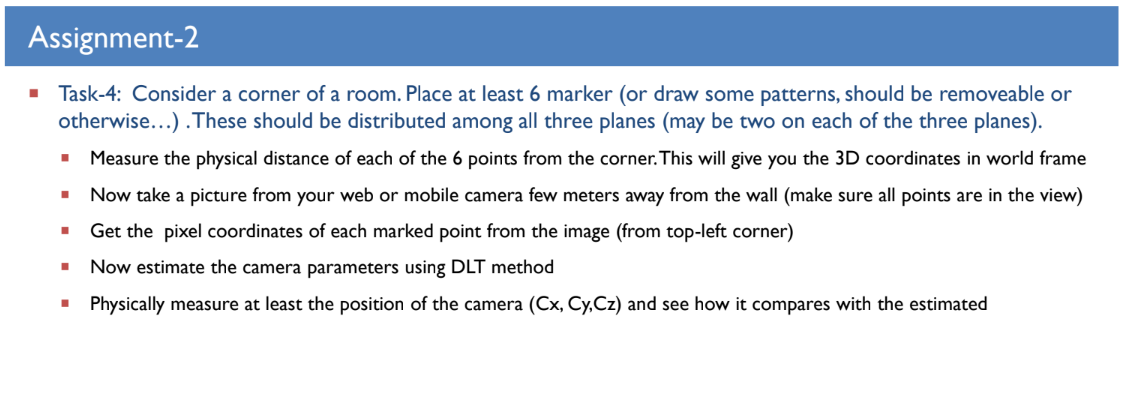 Assignment-2
Task-4: Consider a corner of a room. Place at least 6 marker (or draw some patterns, should be removeable or
otherwise…) .These should be distributed among all three planes (may be two on each of the three planes).
Measure the physical distance of each of the 6 points from the corner. This will give you the 3D coordinates in world frame
Now take a picture from your web or mobile camera few meters away from the wall (make sure all points are in the view)
Get the pixel coordinates of each marked point from the image (from top-left corner)
Now estimate the camera parameters using DLT method
Physically measure at least the position of the camera (Cx, Cy,Cz) and see how it compares with the estimated